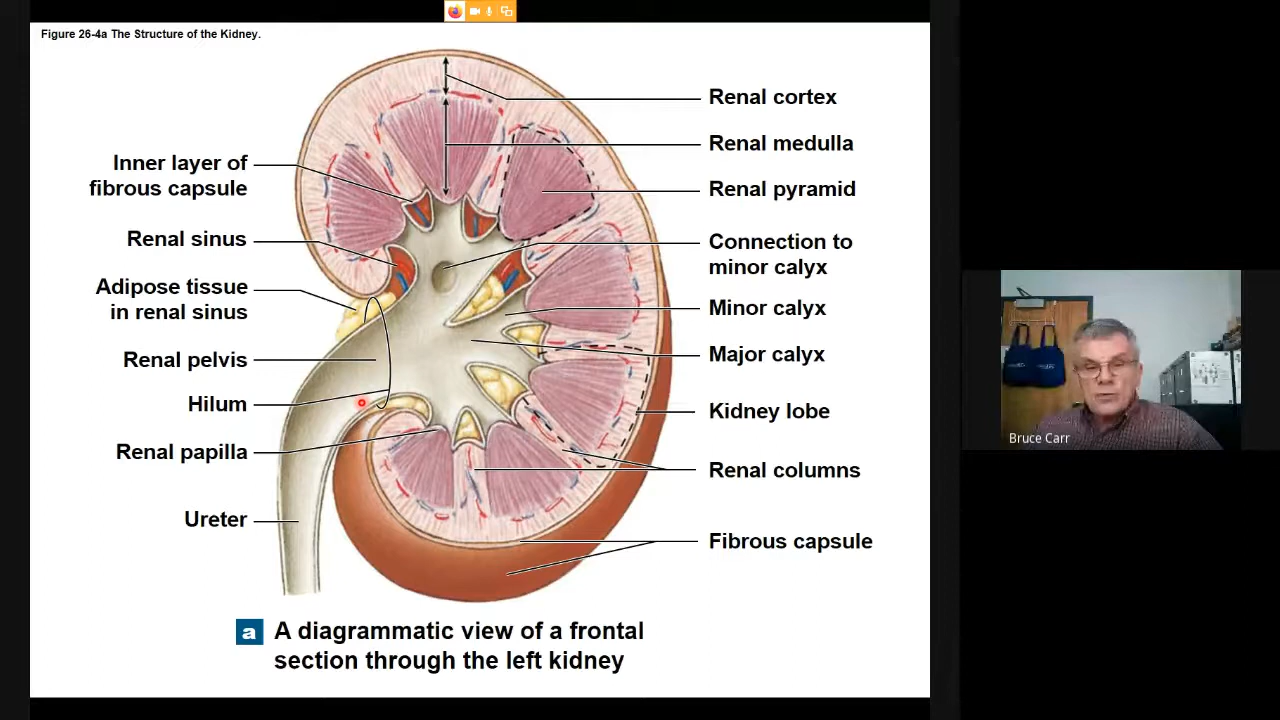 Figure 26-4a The Structure of the Kidney.
Renal cortex
Renal medulla
Renal pyramid
Connection to
minor calyx
Minor calyx
Major calyx
Kidney lobe
Renal columns
Fibrous capsule
Inner layer of
fibrous capsule
Renal sinus
Adipose tissue
in renal sinus
Renal pelvis
Hilum
Renal papilla
Ureter
a A diagrammatic view of a frontal
section through the left kidney
Bruce Carr